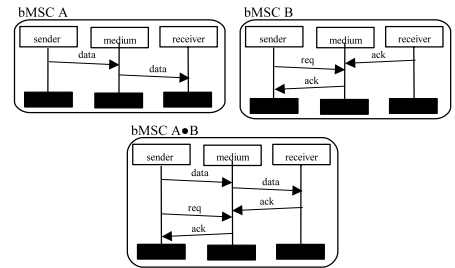 bMSC A
sender medium receiver
data
data
bMSC B
sender medium receiver
ack
req
ack
bMSC A●B
sender medium receiver
data
data
ack
req
ack